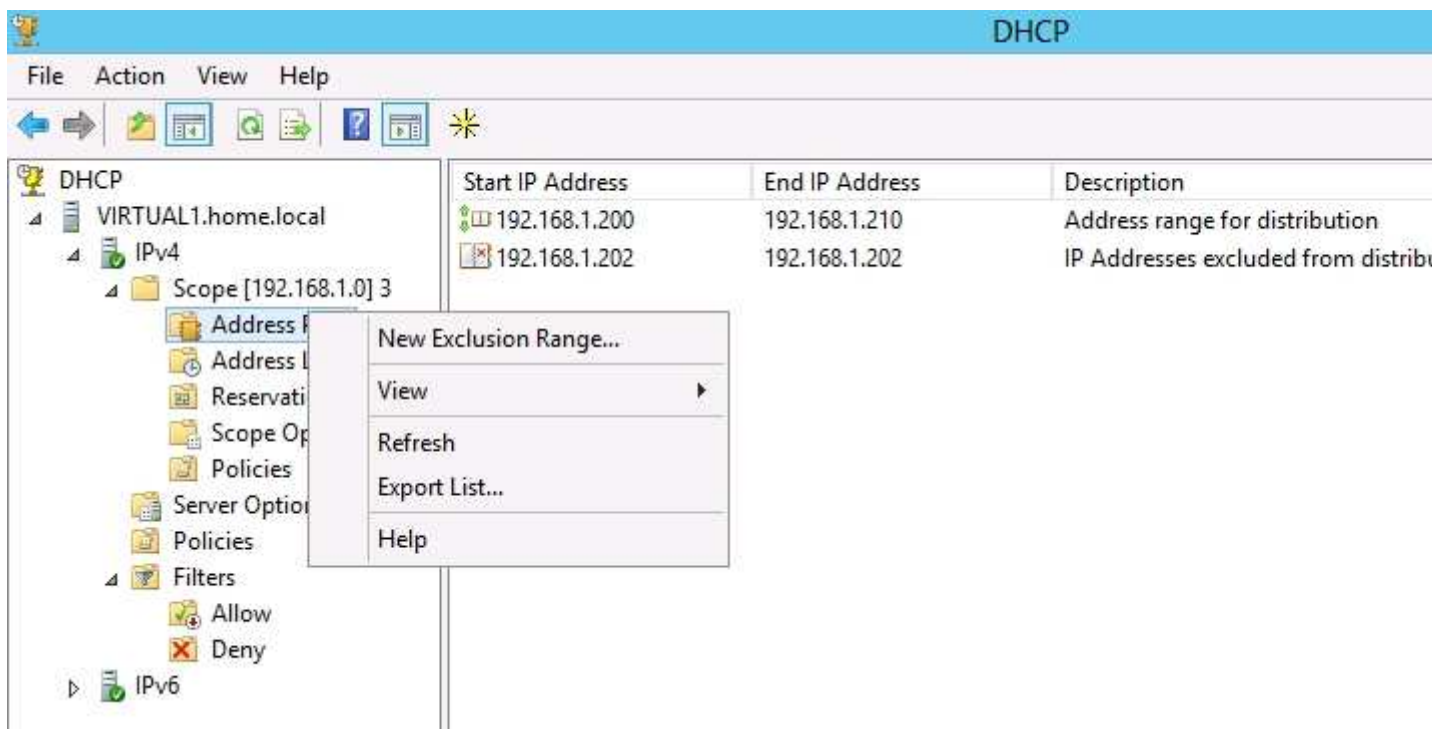 DHCP
File Action View Help
DHCP
VIRTUAL1.home.local
IPv4
Scope [192.168.1.0] 3
Address
Address
Reservati
Scope Op
Policies
Server Option
Policies
Filters
Allow
Deny
IPv6
Start IP Address End IP Address Description
192.168.1.200 192.168.1.210 Address range for distribution
192.168.1.202 192.168.1.202 IP Addresses excluded from distribu
New Exclusion Range...
View
Refresh
Export List...
Help